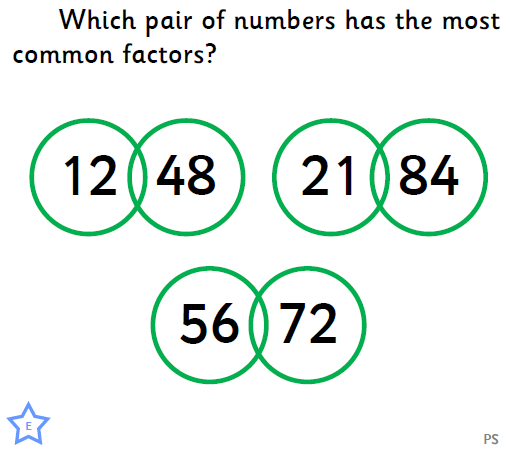 Which pair of numbers has the most
common factors?
12 48 21 84
56 72
E
PS